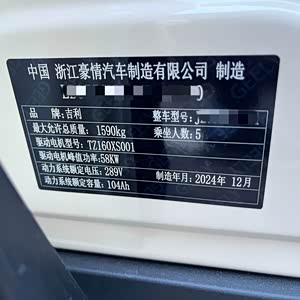 中国 浙江豪情汽车制造有限公司 制造
品牌：吉利 整车型号：
最大允许总质量：1590kg 乘坐人数：5
驱动电机型号：TZ160XS001
驱动电机峰值功率：58KW
动力系统额定电压：289V 制造年月：2024年 12月
动力系统额定容量：104Ah